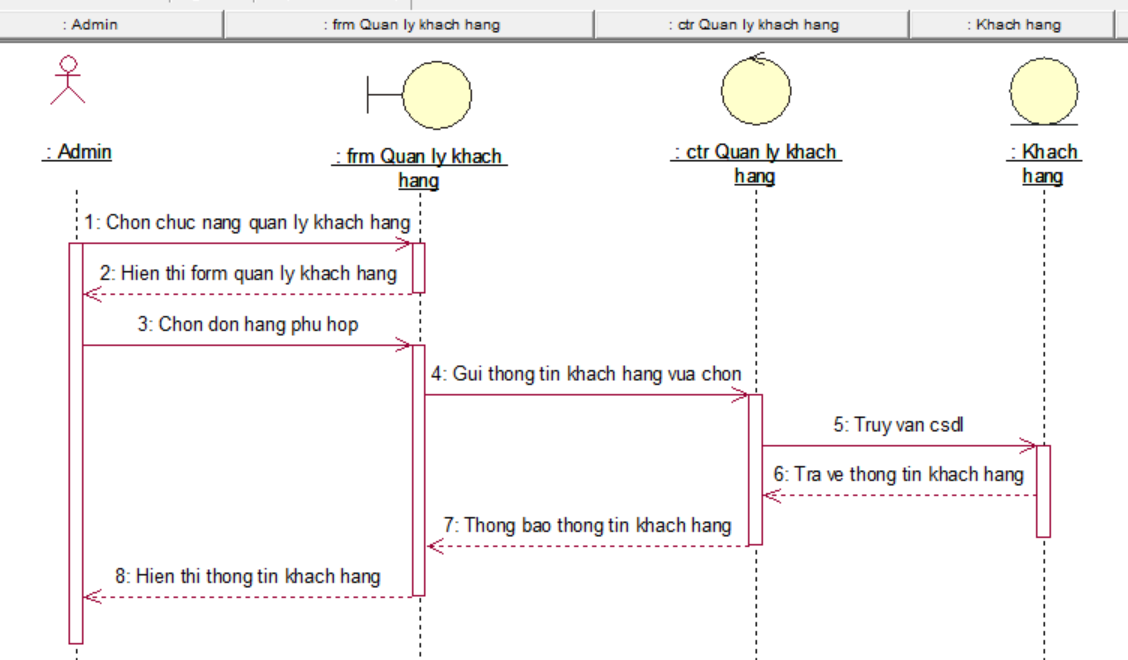 : Admin
: frm Quan ly khach hang
: ctr Quan ly khach hang
: Khach hang
: Admin
: frm Quan ly khach
hang
: ctr Quan ly khach
hang
: Khach
hang
1: Chon chuc nang quan ly khach hang
2: Hien thi form quan ly khach hang
3: Chon don hang phu hop
4: Gui thong tin khach hang vua chon
5: Truy van csdl
6: Tra ve thong tin khach hang
7: Thong bao thong tin khach hang
8: Hien thi thong tin khach hang